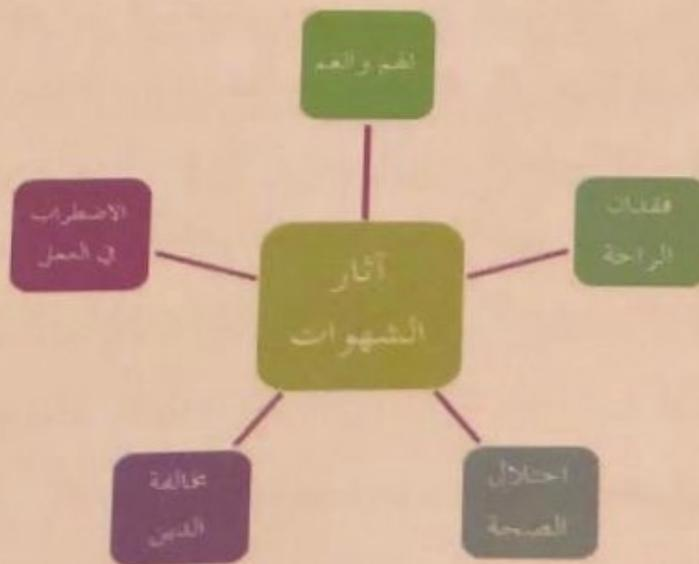 الهم والغم
فقدان
الراحة
آثار
الشهوات
الاضطراب
في العمل
اختلال
الصحة
مخالفة
الدين